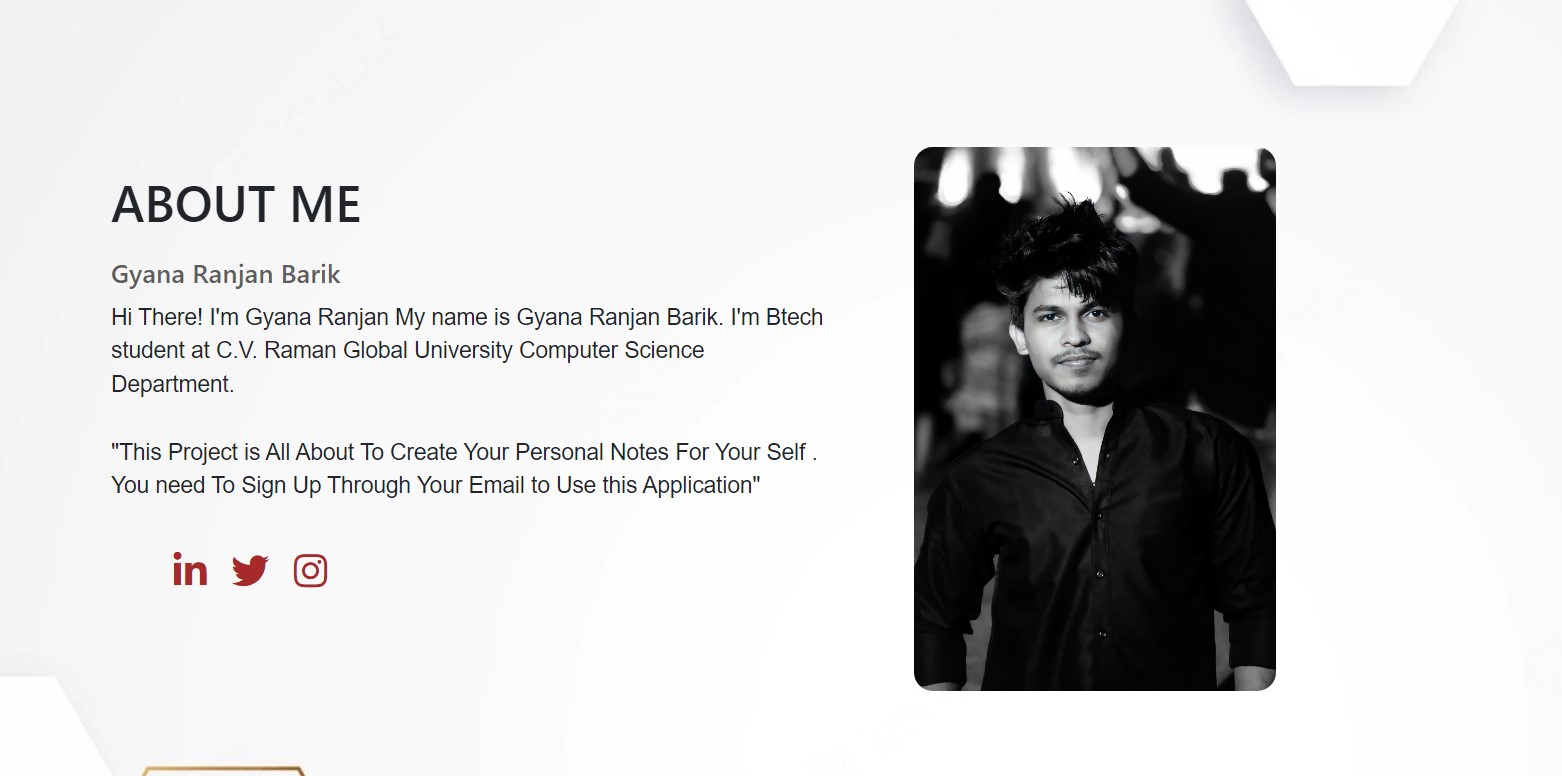 ABOUT ME
Gyana Ranjan Barik
Hi There! I'm Gyana Ranjan My name is Gyana Ranjan Barik. I'm Btech
student at C.V. Raman Global University Computer Science
Department.
"This Project is All About To Create Your Personal Notes For Your Self .
You need To Sign Up Through Your Email to Use this Application"
in